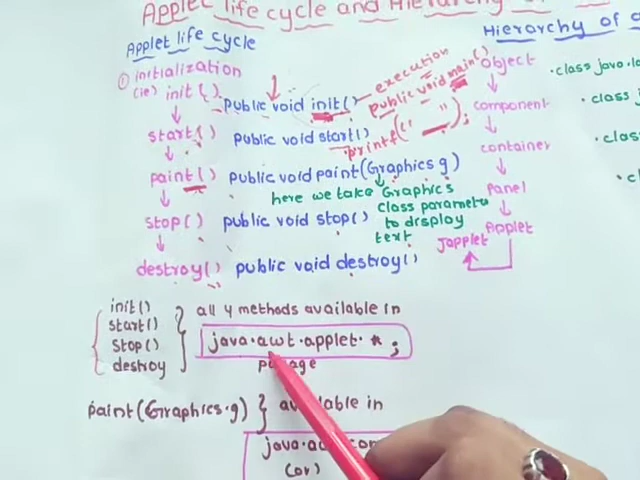 Applet life cycle and Hierarchy of
Applet life cycle
① initialization
(ie) init()
↓
start()
↓
paint()
↓
stop()
↓
destroy()
public void init()
execution
public void main()
printf(" ");
public void start()
public void paint(Graphics g)
here we take Graphics
class parameter
to display
text
public void stop()
public void destroy()
Hierarchy of
object
↓
component
↓
container
↓
Panel
↓
Applet
Japplet
• class java.la
• class j
• class
• cl
init()
start()
stop()
destroy
all 4 methods available in
java.awt.applet.*;
paint(Graphics.g)
available in
java.a
(or)